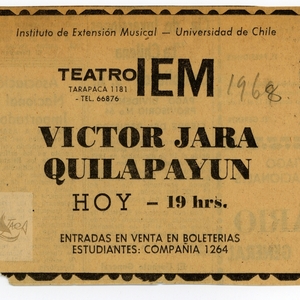 Instituto de Extensión Musical — Universidad de Chile
TEATRO IEM
TARAPACA 1181
- TEL. 66876
1968.
VICTOR JARA
QUILAPAYUN
HOY — 19 hrs.
ENTRADAS EN VENTA EN BOLETERIAS
ESTUDIANTES: COMPAÑIA 1264